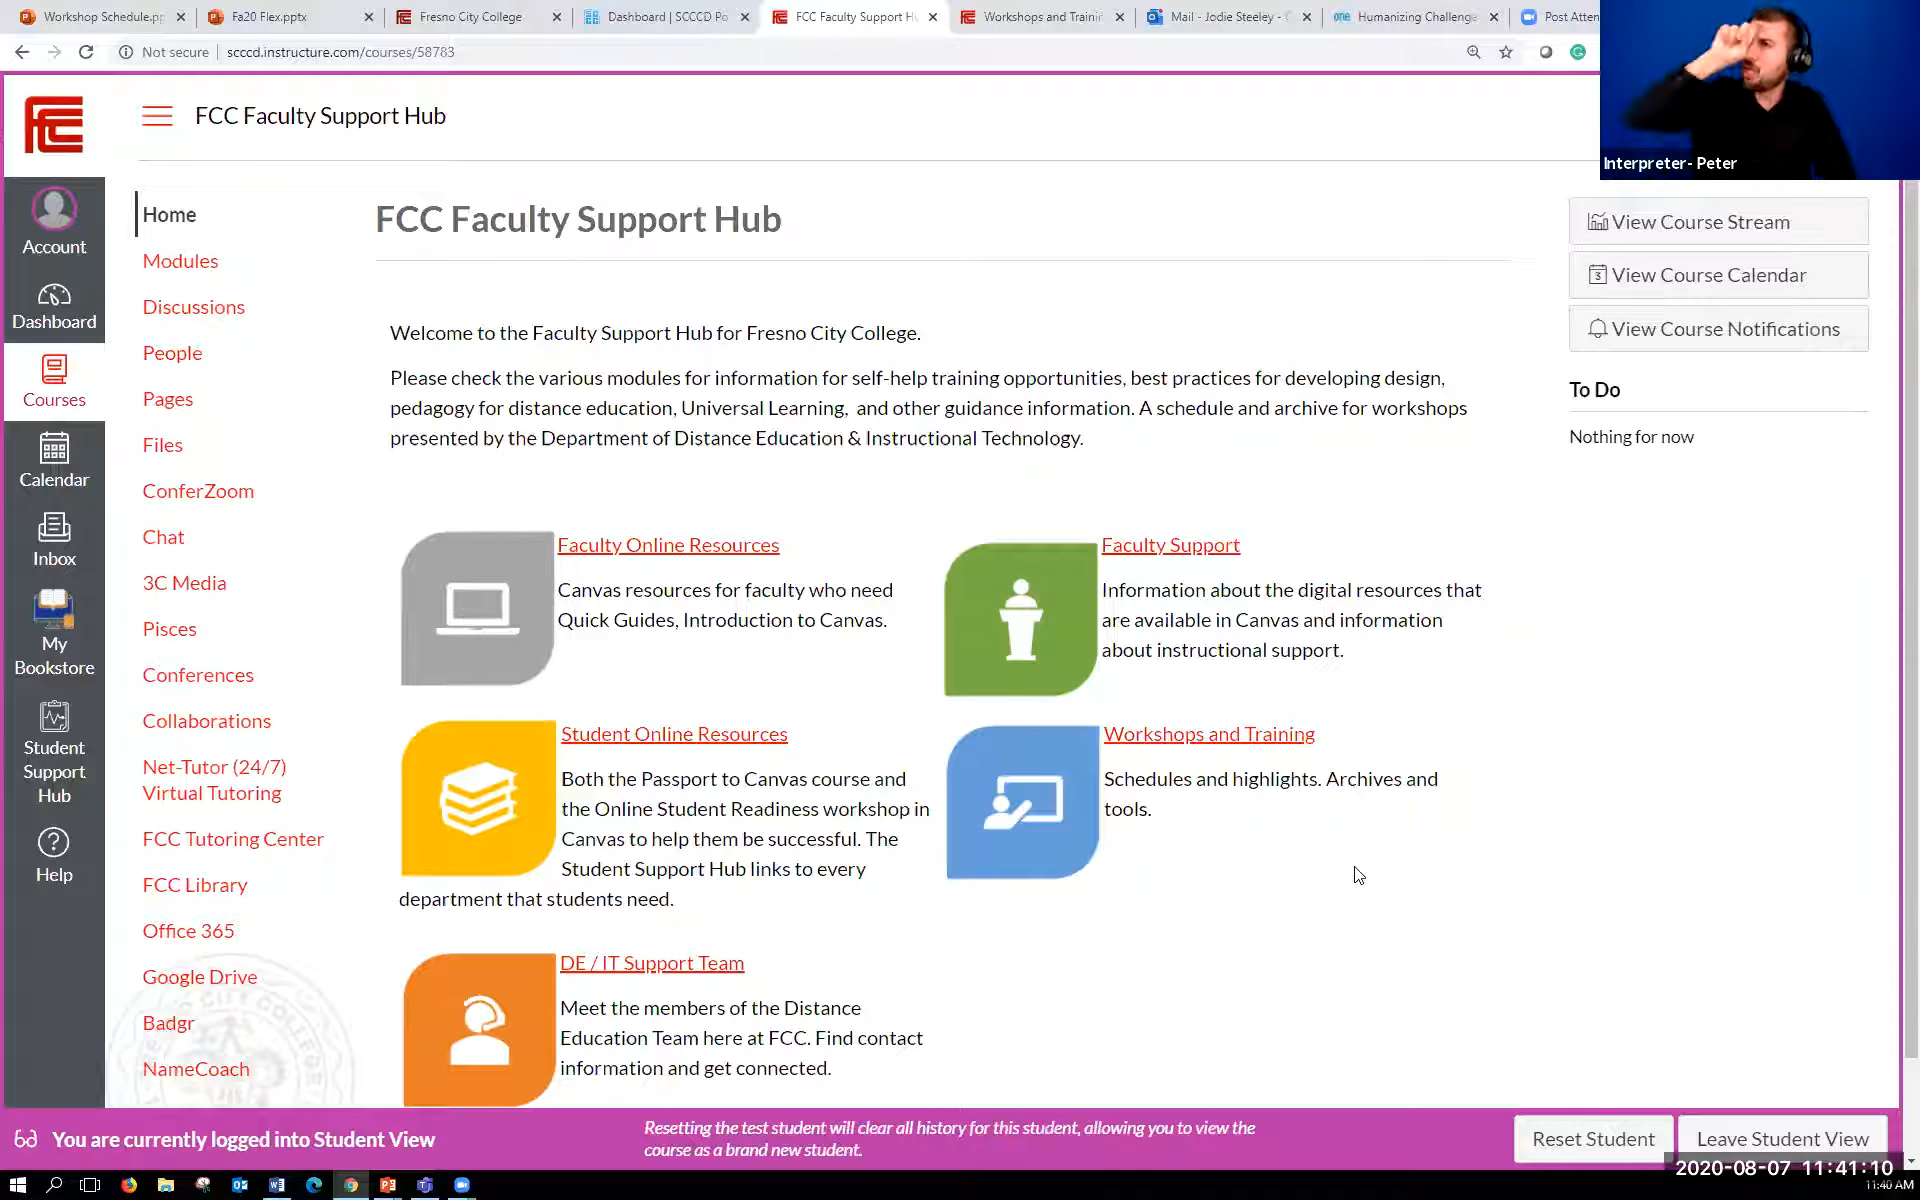 Workshop Schedule.pp
Fa20 Flex.pptx
Fresno City College
Dashboard | SCCCD Po
FCC Faculty Support Hu
Workshops and Trainin
Mail - Jodie Steeley - C
one Humanizing Challenge
Post Atten
Not secure | scccd.instructure.com/courses/58783
Interpreter- Peter
FCC
FCC Faculty Support Hub
Account
Dashboard
Courses
Calendar
Inbox
My
Bookstore
Student
Support
Hub
Help
Home
Modules
Discussions
People
Pages
Files
ConferZoom
Chat
3C Media
Pisces
Conferences
Collaborations
Net-Tutor (24/7)
Virtual Tutoring
FCC Tutoring Center
FCC Library
Office 365
Google Drive
Badgr
NameCoach
FCC Faculty Support Hub
Welcome to the Faculty Support Hub for Fresno City College.
Please check the various modules for information for self-help training opportunities, best practices for developing design,
pedagogy for distance education, Universal Learning, and other guidance information. A schedule and archive for workshops
presented by the Department of Distance Education & Instructional Technology.
Faculty Online Resources
Canvas resources for faculty who need
Quick Guides, Introduction to Canvas.
Faculty Support
Information about the digital resources that
are available in Canvas and information
about instructional support.
Student Online Resources
Both the Passport to Canvas course and
the Online Student Readiness workshop in
Canvas to help them be successful. The
Student Support Hub links to every
department that students need.
Workshops and Training
Schedules and highlights. Archives and
tools.
DE / IT Support Team
Meet the members of the Distance
Education Team here at FCC. Find contact
information and get connected.
View Course Stream
3 View Course Calendar
View Course Notifications
To Do
Nothing for now
You are currently logged into Student View
Resetting the test student will clear all history for this student, allowing you to view the
course as a brand new student.
Reset Student
Leave Student View
2020-08-07 11:41:10
11:40 AM